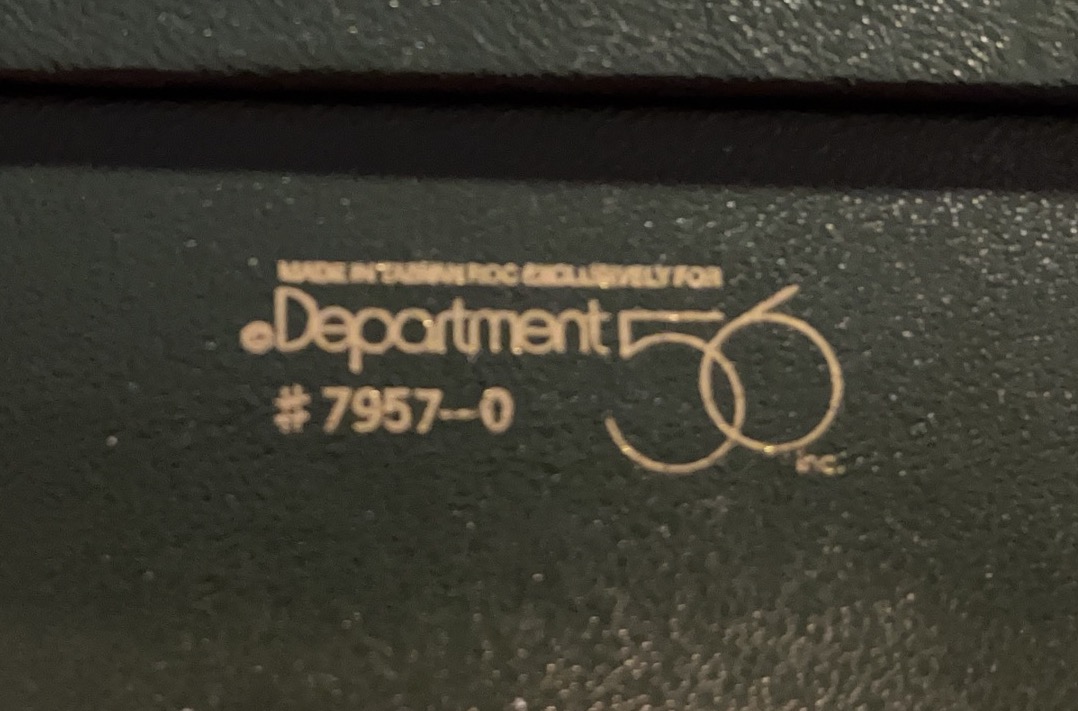 MADE IN TAIWAN ROC EXCLUSIVELY FOR
©Department 56 Inc.
#7957--0